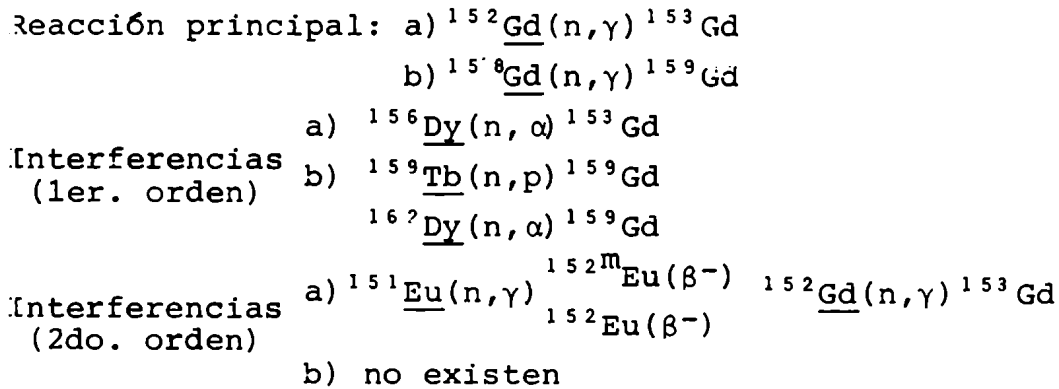 Reacción principal: a) ¹⁵²Gd(n,γ)¹⁵³Gd
b) ¹⁵⁸Gd(n,γ)¹⁵⁹Gd
a) ¹⁵⁶Dy(n,α)¹⁵³Gd
Interferencias
(1er. orden)
b) ¹⁵⁹Tb(n,p)¹⁵⁹Gd
¹⁶²Dy(n,α)¹⁵⁹Gd
Interferencias
(2do. orden)
a) ¹⁵¹Eu(n,γ) ¹⁵²ᵐEu(β⁻) ¹⁵²Gd(n,γ)¹⁵³Gd
¹⁵²Eu(β⁻)
b) no existen